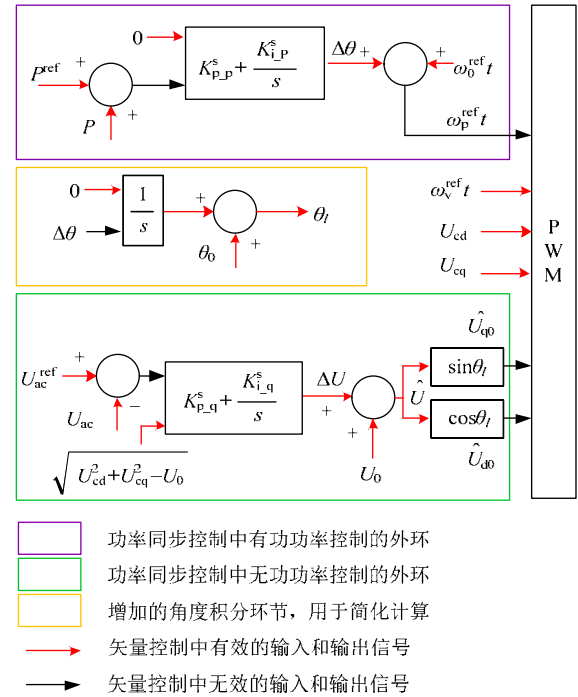 0
P^ref
+
+
P
K^s_p_p + K^s_i_P / s
Δθ
+
+
ω^ref_0 t
ω^ref_p t
0
Δθ
1 / s
+
+
θ_0
θ_l
ω^ref_v t
U_cd
U_cq
P
W
M
U^ref_ac
+
−
U_ac
√(U²_cd+U²_cq−U_0)
K^s_p_q + K^s_i_q / s
ΔU
+
+
U_0
Û
sinθ_l
cosθ_l
Û_q0
Û_d0
功率同步控制中有功功率控制的外环
功率同步控制中无功功率控制的外环
增加的角度积分环节，用于简化计算
矢量控制中有效的输入和输出信号
矢量控制中无效的输入和输出信号